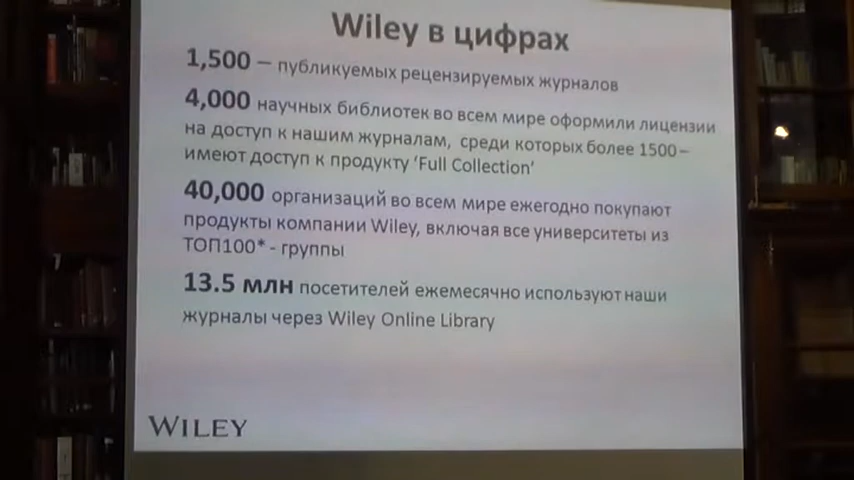 Wiley в цифрах
1,500 – публикуемых рецензируемых журналов
4,000 научных библиотек во всем мире оформили лицензии
на доступ к нашим журналам, среди которых более 1500 –
имеют доступ к продукту ‘Full Collection’
40,000 организаций во всем мире ежегодно покупают
продукты компании Wiley, включая все университеты из
ТОП100* - группы
13.5 млн посетителей ежемесячно используют наши
журналы через Wiley Online Library
WILEY